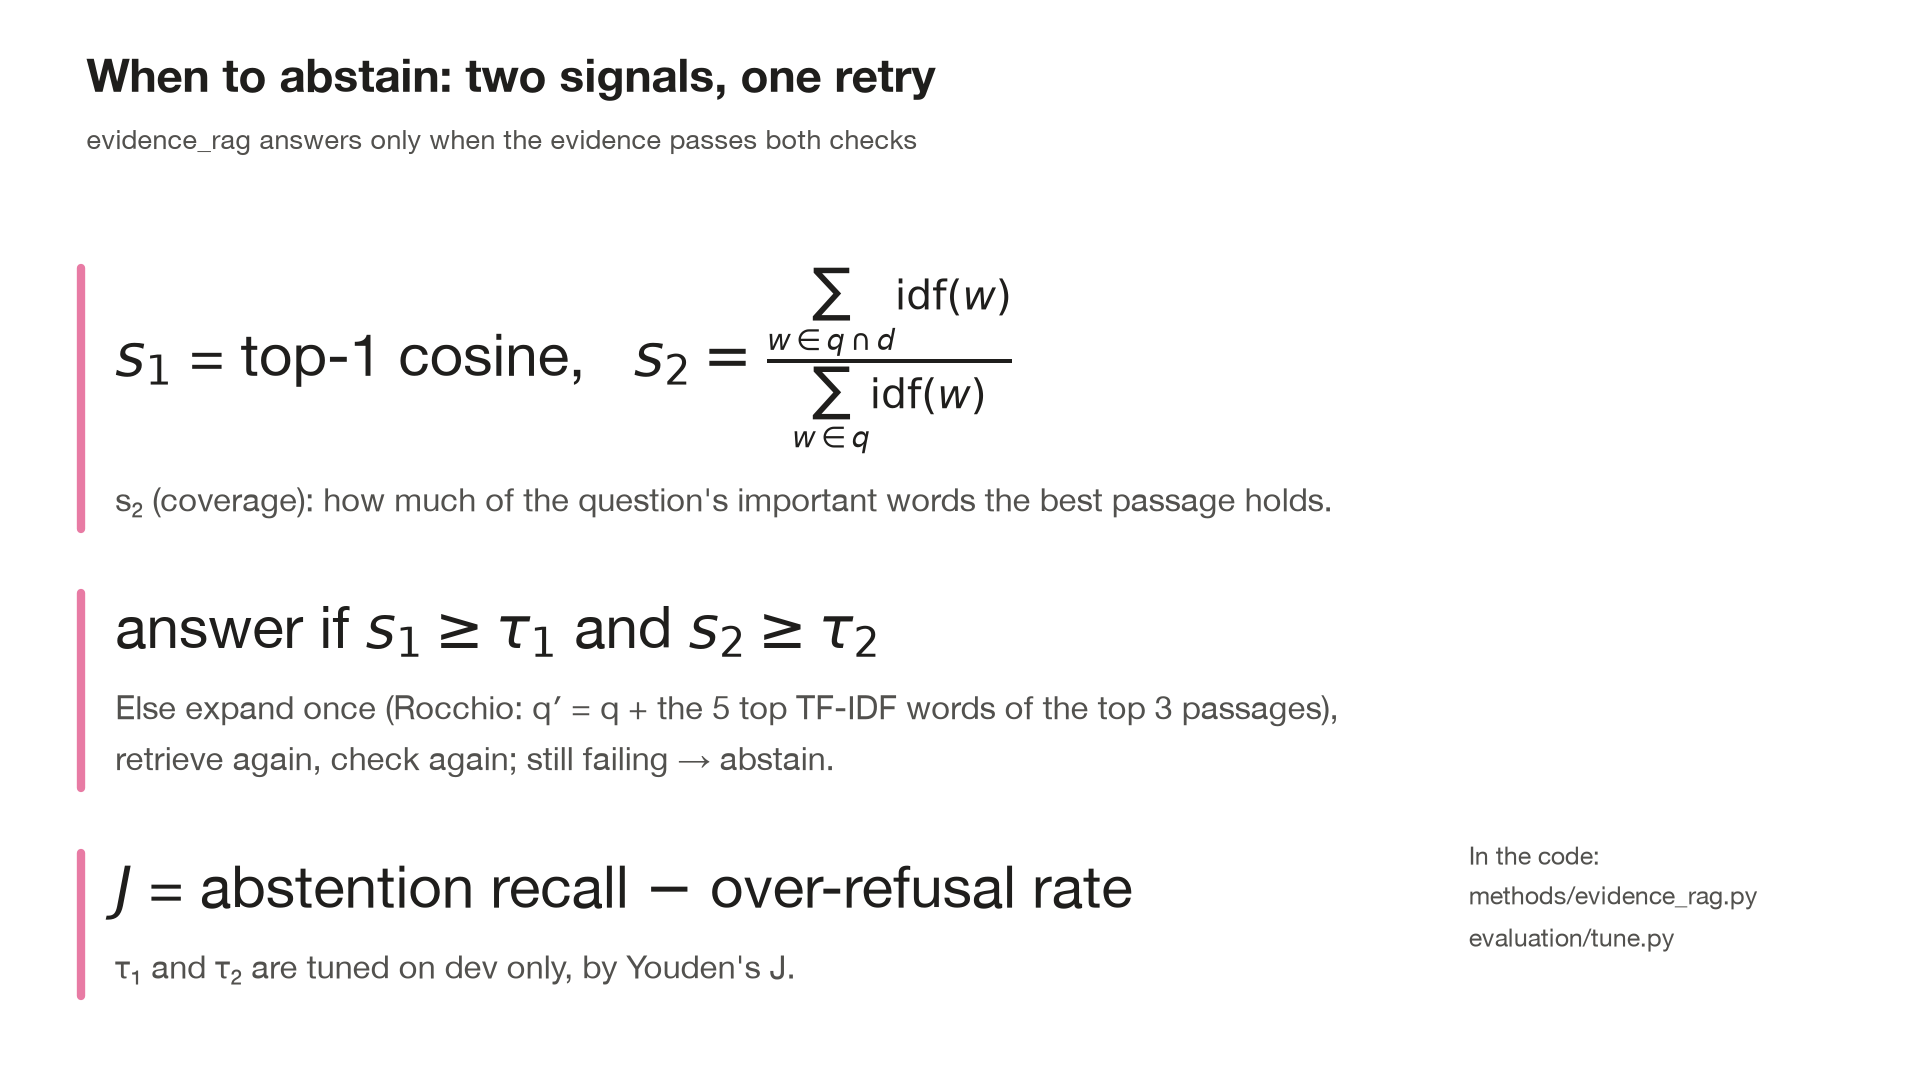 When to abstain: two signals, one retry
evidence_rag answers only when the evidence passes both checks
s₁ = top-1 cosine, s₂ = ∑_{w ∈ q ∩ d} idf(w) / ∑_{w ∈ q} idf(w)
s₂ (coverage): how much of the question's important words the best passage holds.
answer if s₁ ≥ τ₁ and s₂ ≥ τ₂
Else expand once (Rocchio: q′ = q + the 5 top TF-IDF words of the top 3 passages),
retrieve again, check again; still failing → abstain.
J = abstention recall − over-refusal rate
τ₁ and τ₂ are tuned on dev only, by Youden's J.
In the code:
methods/evidence_rag.py
evaluation/tune.py